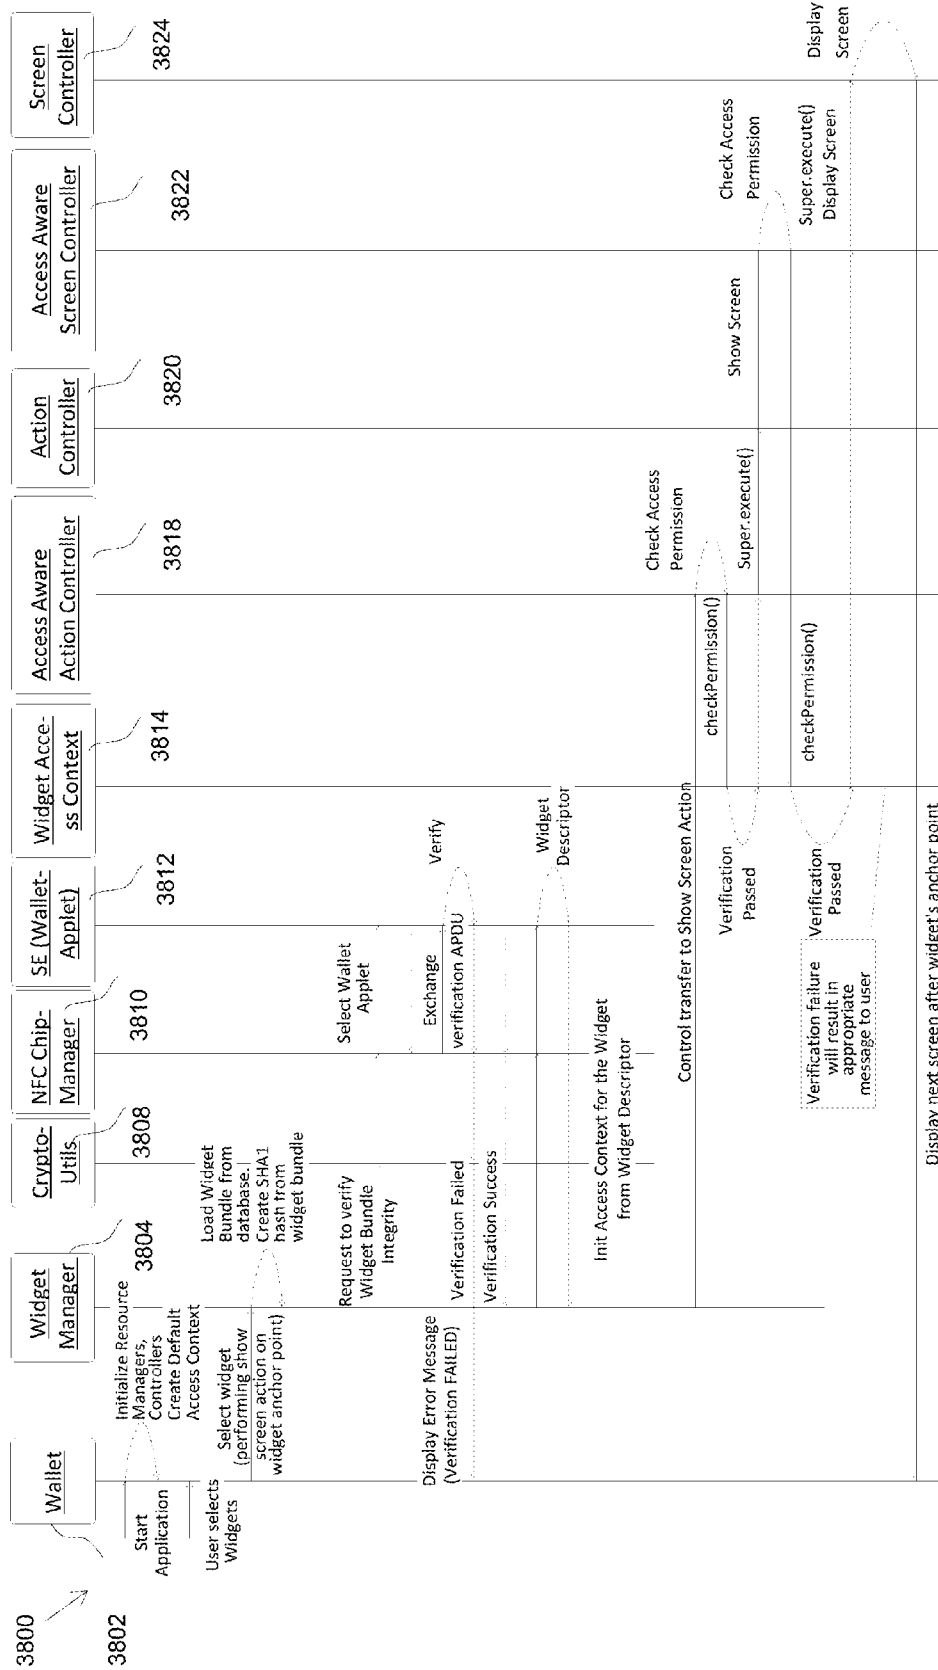 3800
3802
Wallet
Widget
Manager
3804
Crypto-
Utils
3808
NFC Chip-
Manager
3810
SE (Wallet-
Applet)
3812
Widget Acce-
ss Context
3814
Access Aware
Action Controller
3818
Action
Controller
3820
Access Aware
Screen Controller
3822
Screen
Controller
3824
Start
Application
Initialize Resource
Managers,
Controllers
Create Default
Access Context
User selects
Widgets
Select widget
(performing show
screen action on
widget anchor point)
Load Widget
Bundle from
database.
Create SHA1
hash from
widget bundle
Request to verify
Widget Bundle
Integrity
Select Wallet
Applet
Exchange
verification APDU
Verify
Display Error Message
(Verification FAILED)
Verification Failed
Verification Success
Widget
Descriptor
Init Access Context for the Widget
from Widget Descriptor
Control transfer to Show Screen Action
Check Access
Permission
checkPermission()
Verification
Passed
Super.execute()
Show Screen
Check Access
Permission
checkPermission()
Verification
Passed
Super.execute()
Display Screen
Display
Screen
Verification failure
will result in
appropriate
message to user
Display next screen after widget's anchor point